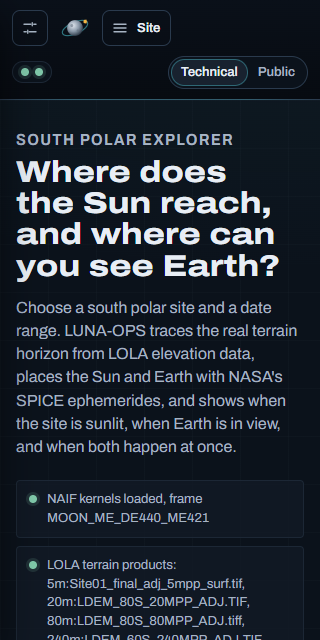 Site
Technical
Public
SOUTH POLAR EXPLORER
Where does
the Sun reach,
and where can
you see Earth?
Choose a south polar site and a date
range. LUNA-OPS traces the real terrain
horizon from LOLA elevation data,
places the Sun and Earth with NASA's
SPICE ephemerides, and shows when
the site is sunlit, when Earth is in view,
and when both happen at once.
NAIF kernels loaded, frame
MOON_ME_DE440_ME421
LOLA terrain products:
5m:Site01_final_adj_5mpp_surf.tif,
20m:LDEM_80S_20MPP_ADJ.TIF,
80m:LDEM_80S_80MPP_ADJ.tif,
240m:LDEM_60S_240MPP_ADJ.TIF